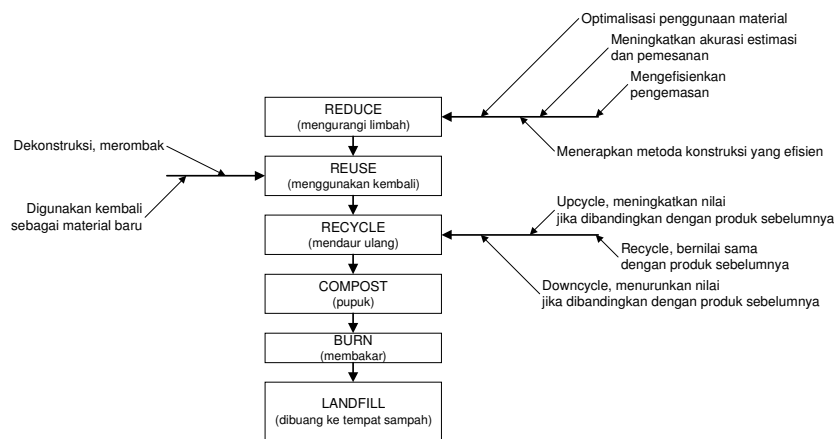 Optimalisasi penggunaan material
Meningkatkan akurasi estimasi
dan pemesanan
Mengefisienkan
pengemasan
REDUCE
(mengurangi limbah)
Menerapkan metoda konstruksi yang efisien
Dekonstruksi, merombak
REUSE
(menggunakan kembali)
Digunakan kembali
sebagai material baru
Upcycle, meningkatkan nilai
jika dibandingkan dengan produk sebelumnya
RECYCLE
(mendaur ulang)
Recycle, bernilai sama
dengan produk sebelumnya
Downcycle, menurunkan nilai
jika dibandingkan dengan produk sebelumnya
COMPOST
(pupuk)
BURN
(membakar)
LANDFILL
(dibuang ke tempat sampah)